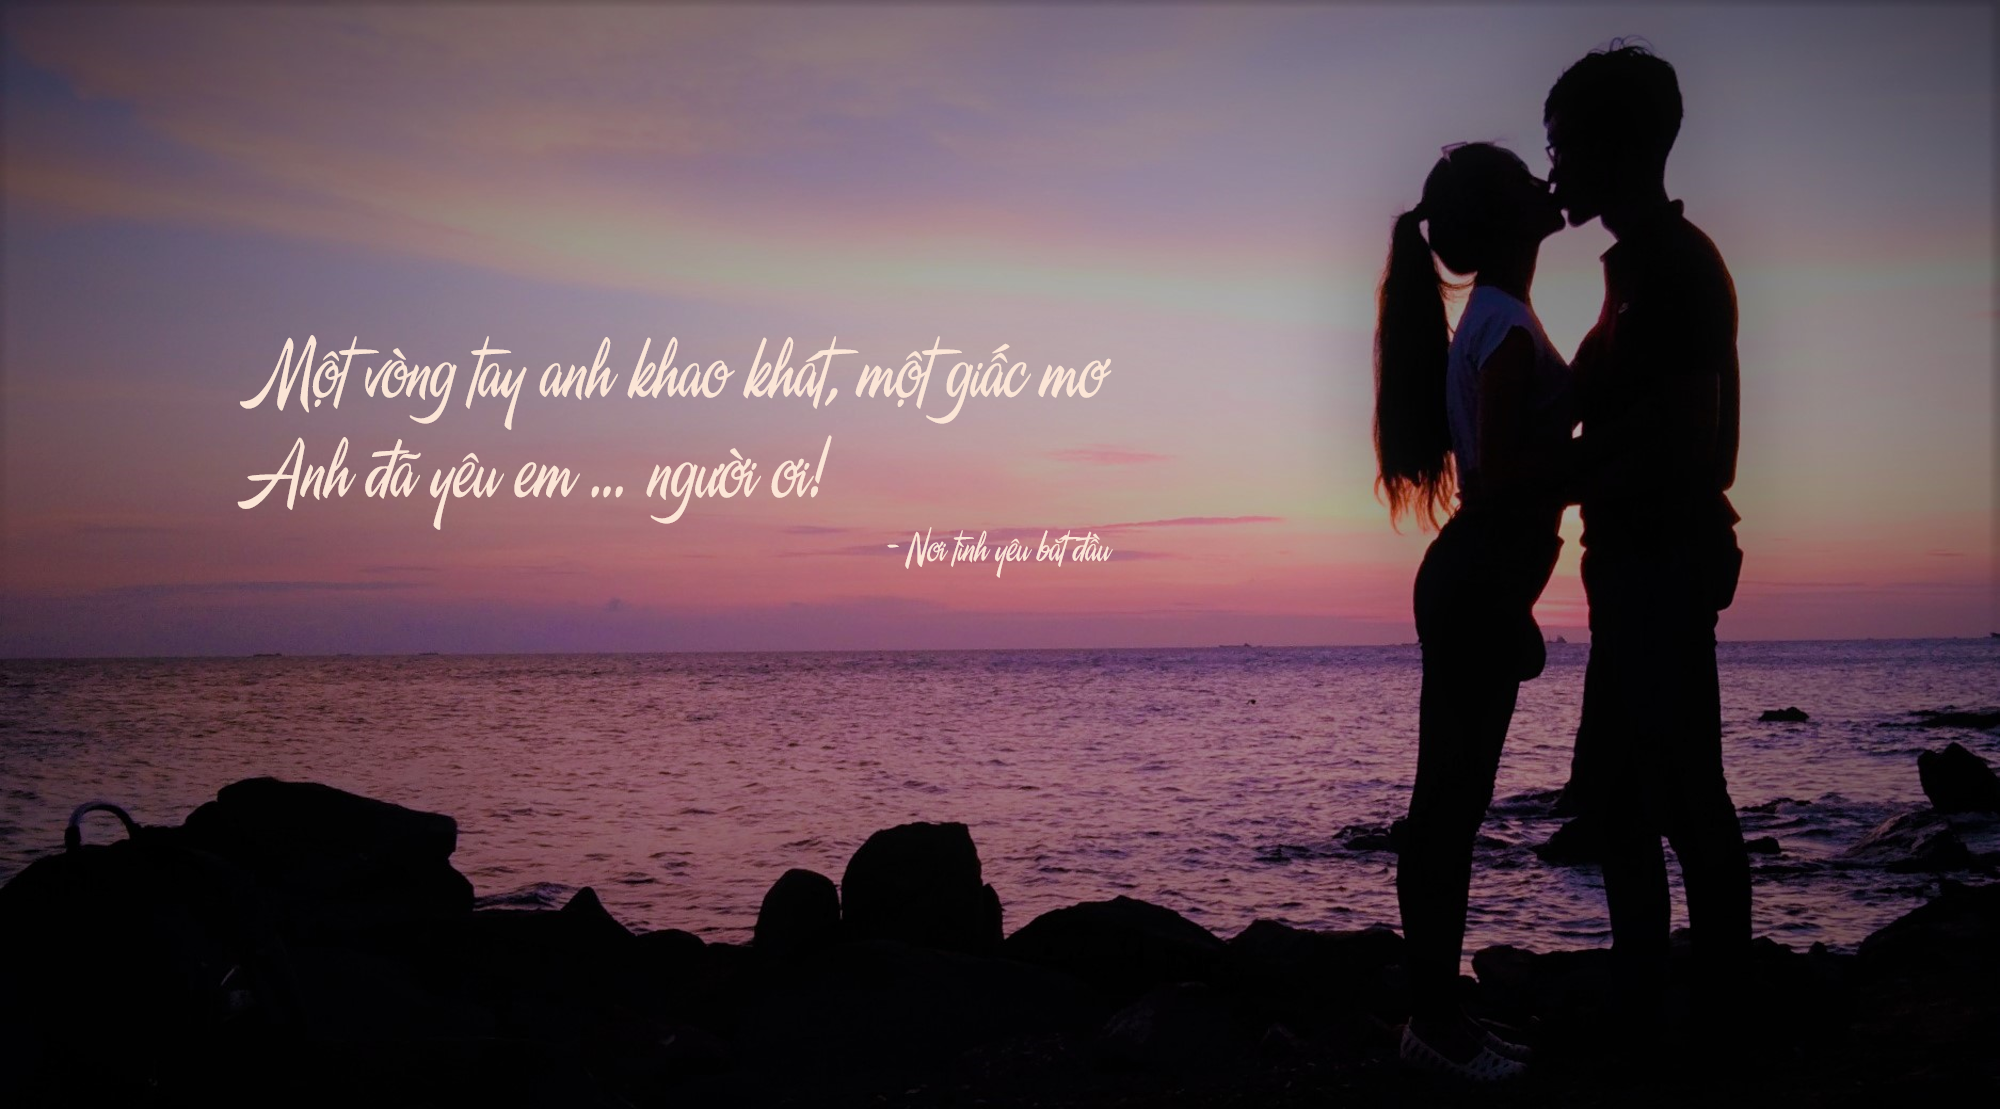 Một vòng tay anh khao khát, một giấc mơ
Anh đã yêu em ... người ơi!
- Nơi tình yêu bắt đầu